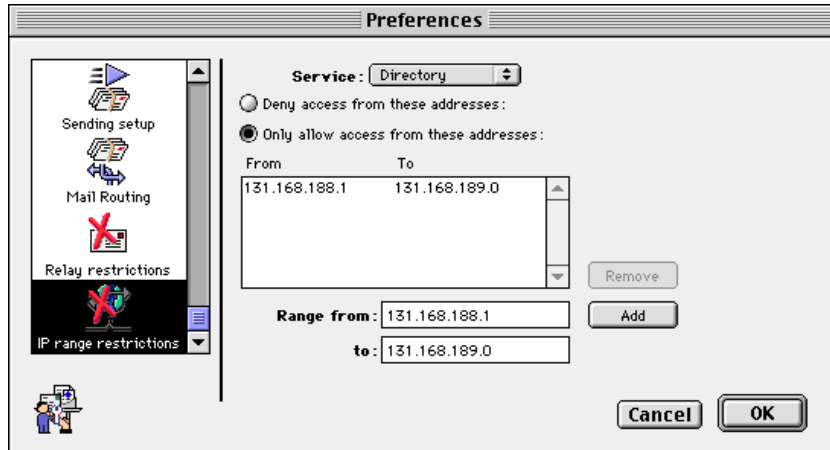 Preferences
Sending setup
Mail Routing
Relay restrictions
IP range restrictions
Service: Directory
Deny access from these addresses:
Only allow access from these addresses:
From To
131.168.188.1 131.168.189.0
Remove
Range from: 131.168.188.1
Add
to: 131.168.189.0
Cancel OK